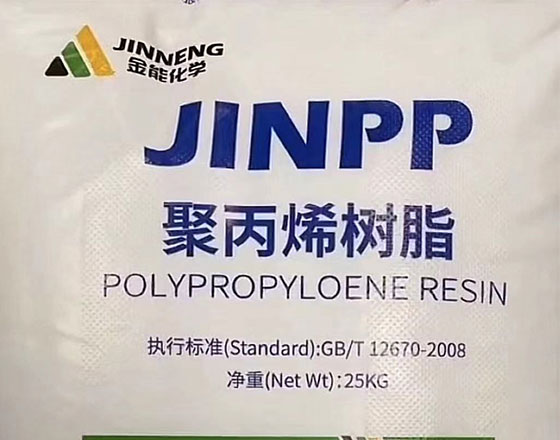 JINNENG
金能化学
JINPP
聚丙烯树脂
POLYPROPYLOENE RESIN
执行标准(Standard):GB/T 12670-2008
净重(Net Wt):25KG